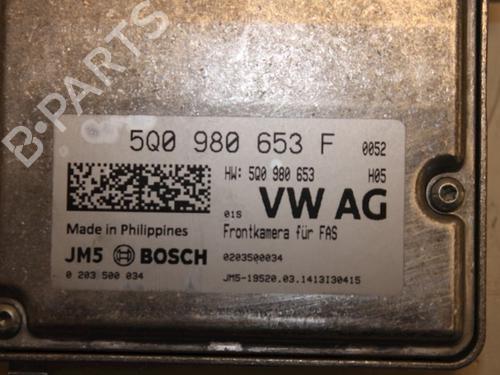 B-PARTS
5Q0 980 653 F 0052
HW: 5Q0 980 653 H05
01S VW AG
Made in Philippines
Frontkamera für FAS
JM5 BOSCH 0203500034
0 203 500 034
JM5-19520.03.1413I30415